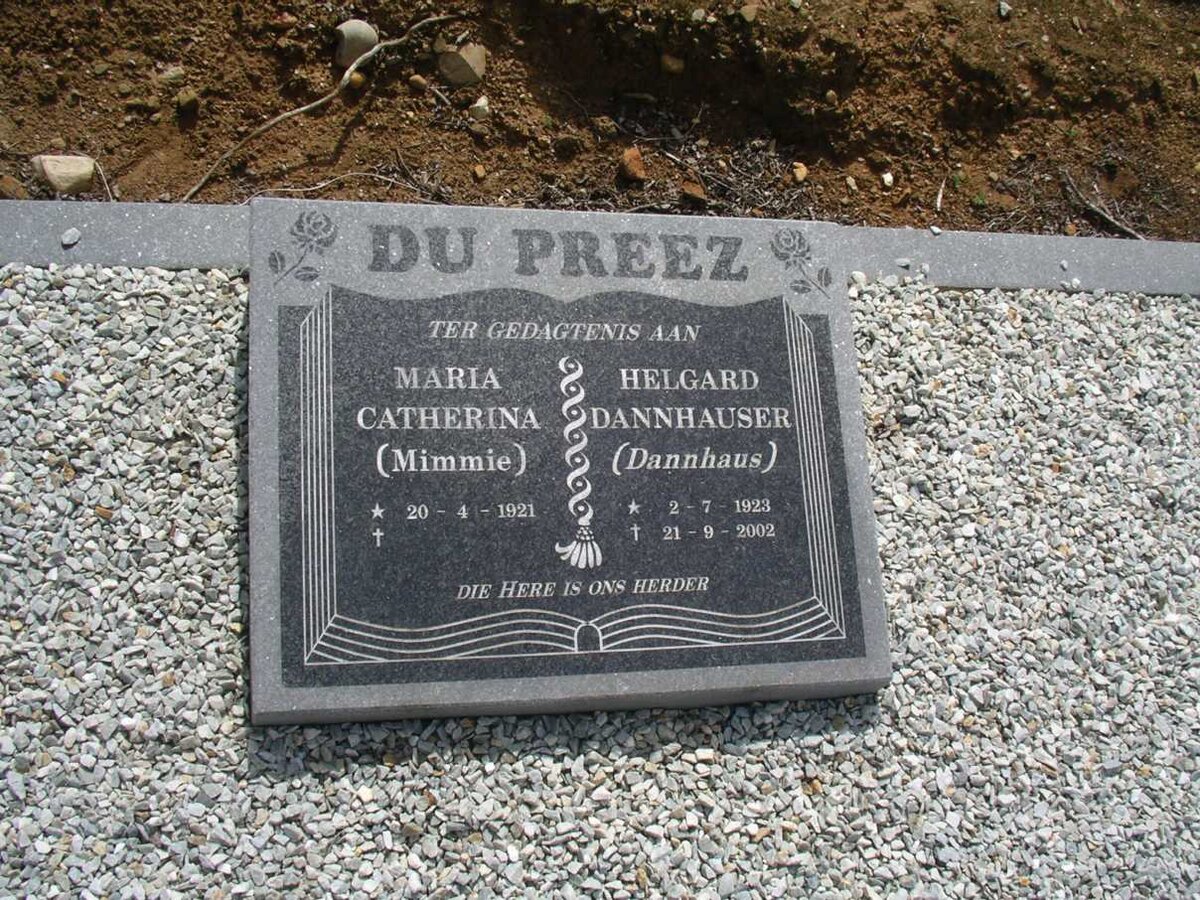 DU PREEZ
TER GEDAGTENIS AAN
MARIA
CATHERINA
(Mimmie)
★ 20 - 4 - 1921
†
HELGARD
DANNHAUSER
(Dannhaus)
★ 2 - 7 - 1923
† 21 - 9 - 2002
DIE HERE IS ONS HERDER